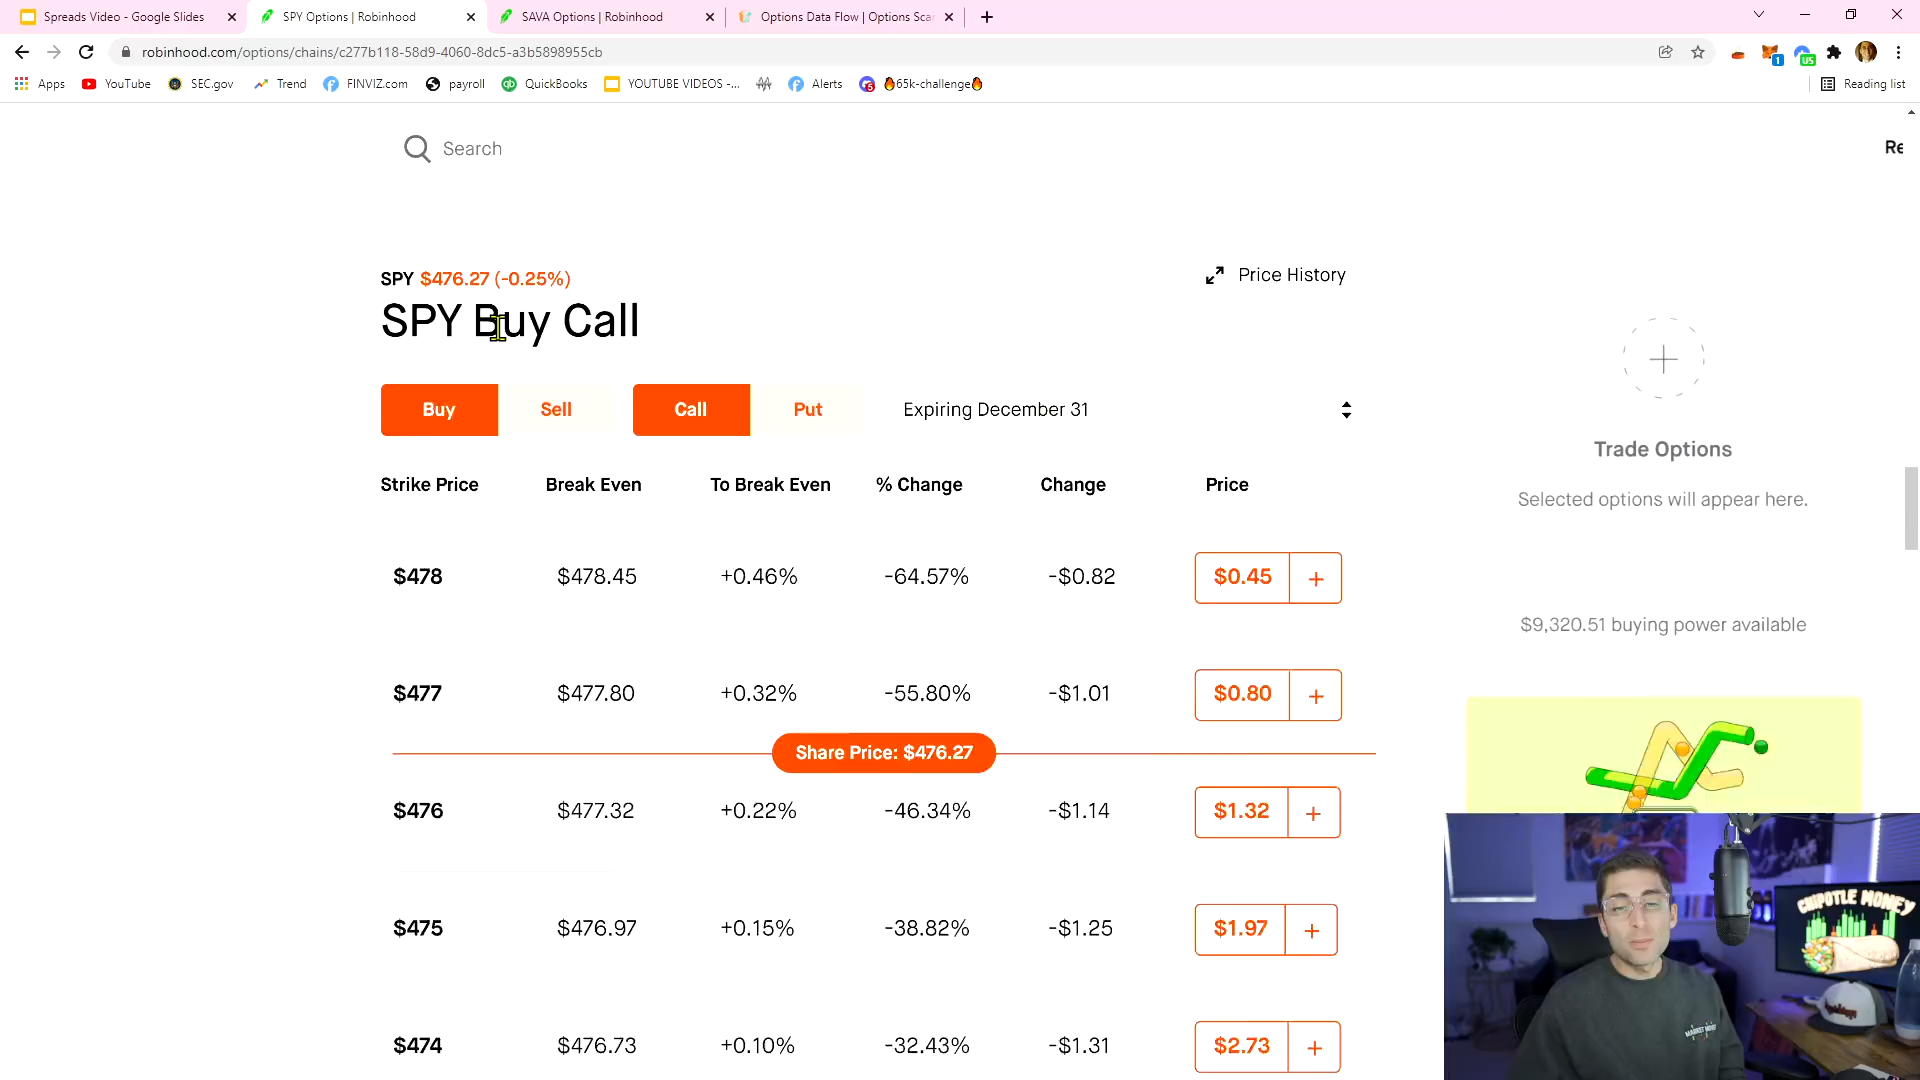 Spreads Video - Google Slides
SPY Options | Robinhood
SAVA Options | Robinhood
Options Data Flow | Options Scan
robinhood.com/options/chains/c277b118-58d9-4060-8dc5-a3b5898955cb
1
US
Apps
YouTube
SEC.gov
Trend
FINVIZ.com
payroll
QuickBooks
YOUTUBE VIDEOS -...
Alerts
5
🔥65k-challenge🔥
Reading list
Search
Re
SPY $476.27 (-0.25%)
Price History
SPY Buy Call
Buy
Sell
Call
Put
Expiring December 31
Strike Price Break Even To Break Even % Change Change Price
$478 $478.45 +0.46% -64.57% -$0.82 $0.45 +
$477 $477.80 +0.32% -55.80% -$1.01 $0.80 +
Share Price: $476.27
$476 $477.32 +0.22% -46.34% -$1.14 $1.32 +
$475 $476.97 +0.15% -38.82% -$1.25 $1.97 +
$474 $476.73 +0.10% -32.43% -$1.31 $2.73 +
Trade Options
Selected options will appear here.
$9,320.51 buying power available
CHIPOTLE MONEY